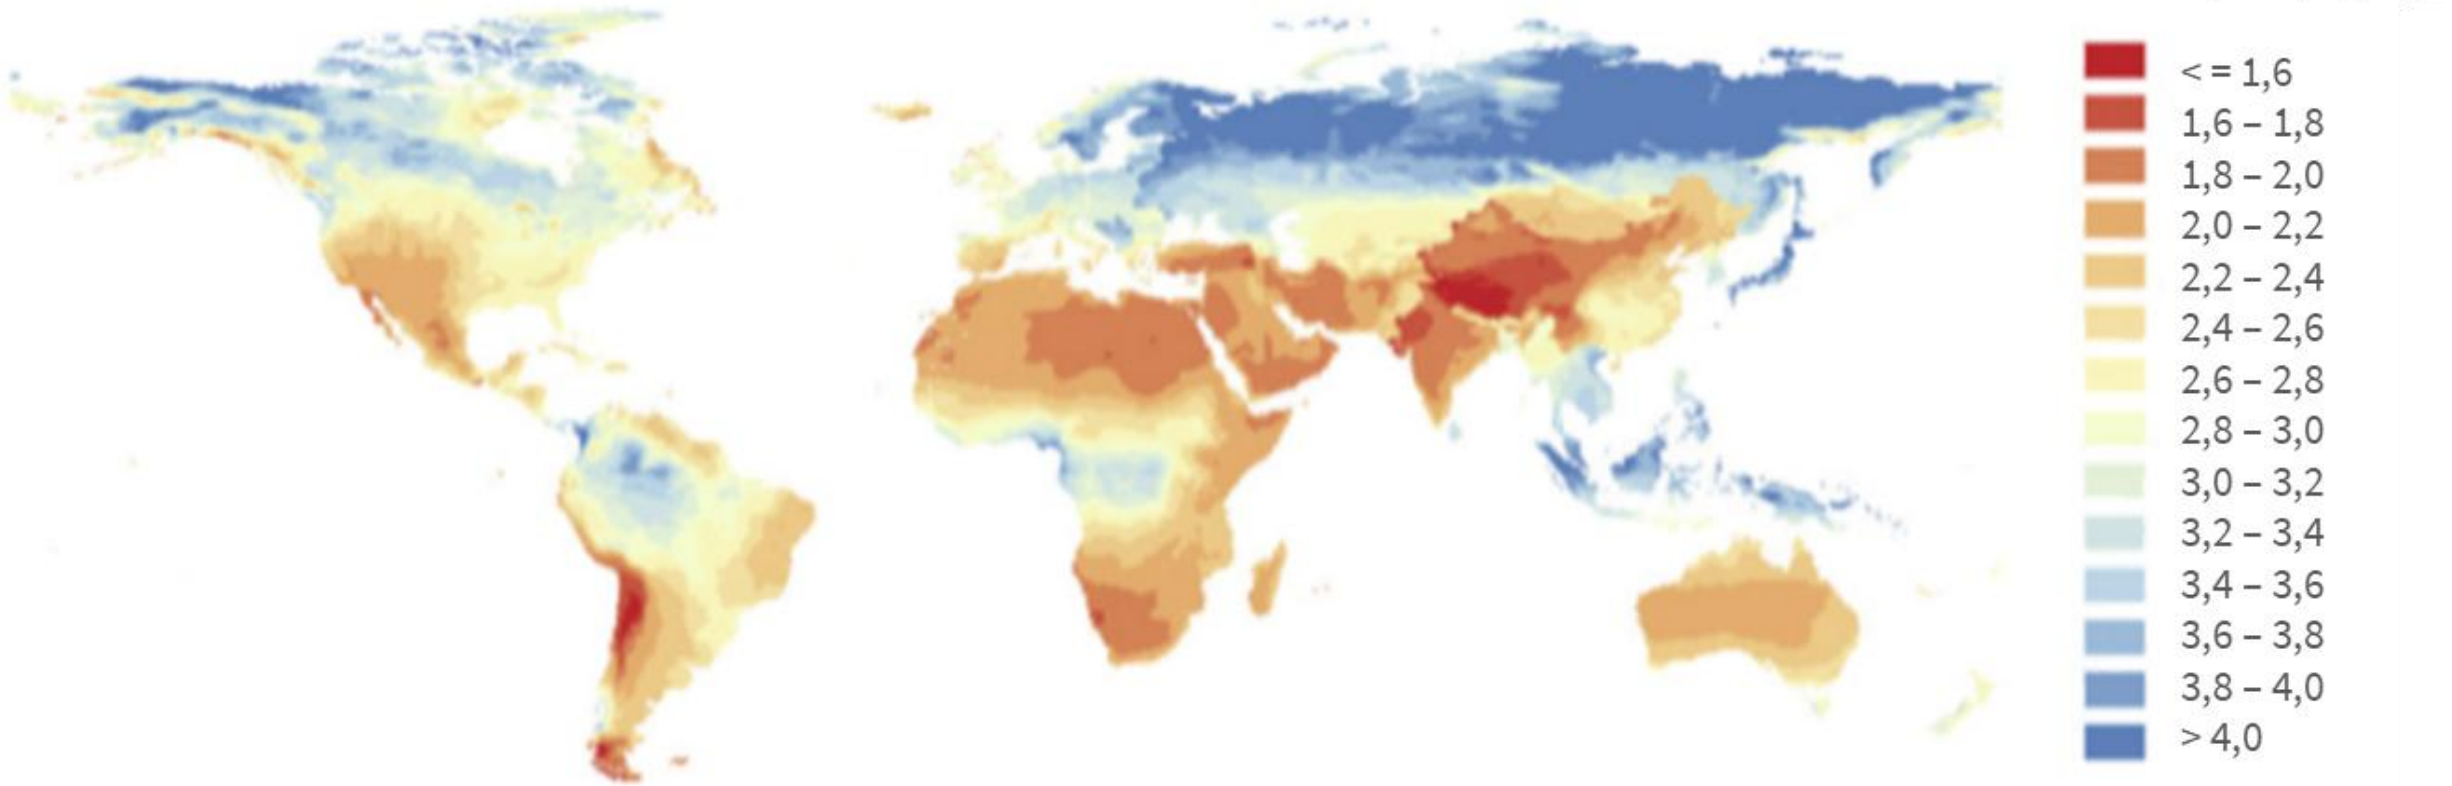 < = 1,6
1,6 – 1,8
1,8 – 2,0
2,0 – 2,2
2,2 – 2,4
2,4 – 2,6
2,6 – 2,8
2,8 – 3,0
3,0 – 3,2
3,2 – 3,4
3,4 – 3,6
3,6 – 3,8
3,8 – 4,0
> 4,0